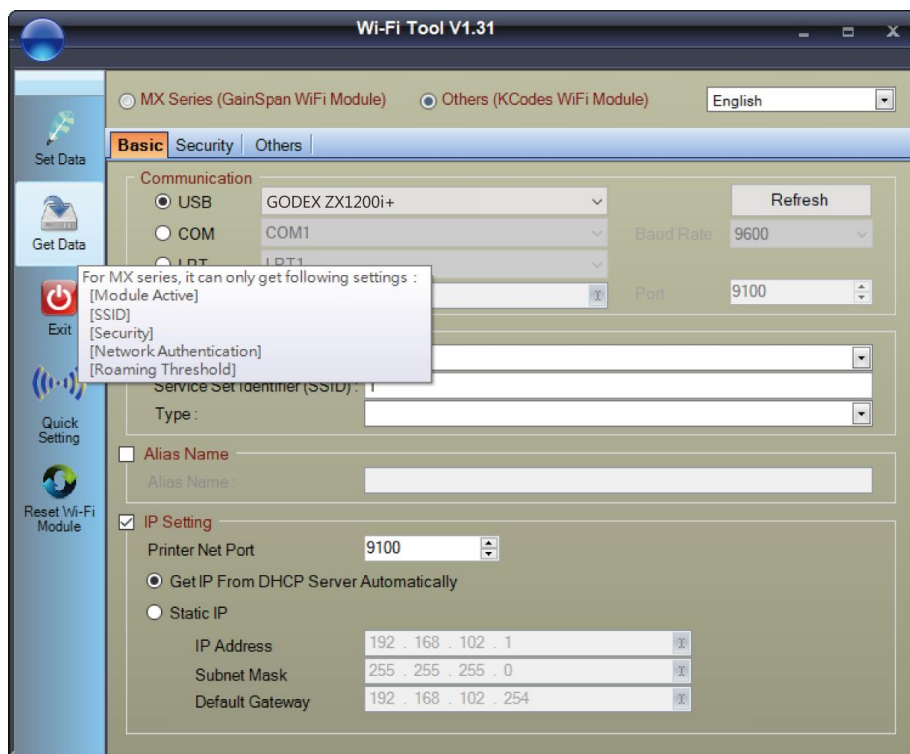 Wi-Fi Tool V1.31
MX Series (GainSpan WiFi Module) Others (KCodes WiFi Module) English
Set Data
Get Data
Exit
Quick
Setting
Reset Wi-Fi
Module
Basic Security Others
Communication
USB GODEX ZX1200i+ Refresh
COM COM1 Baud Rate 9600
Port 9100
For MX series, it can only get following settings :
[Module Active]
[SSID]
[Security]
[Network Authentication]
[Roaming Threshold]
Service Set Identifier (SSID) :
Type :
Alias Name
Alias Name :
IP Setting
Printer Net Port 9100
Get IP From DHCP Server Automatically
Static IP
IP Address 192 . 168 . 102 . 1
Subnet Mask 255 . 255 . 255 . 0
Default Gateway 192 . 168 . 102 . 254